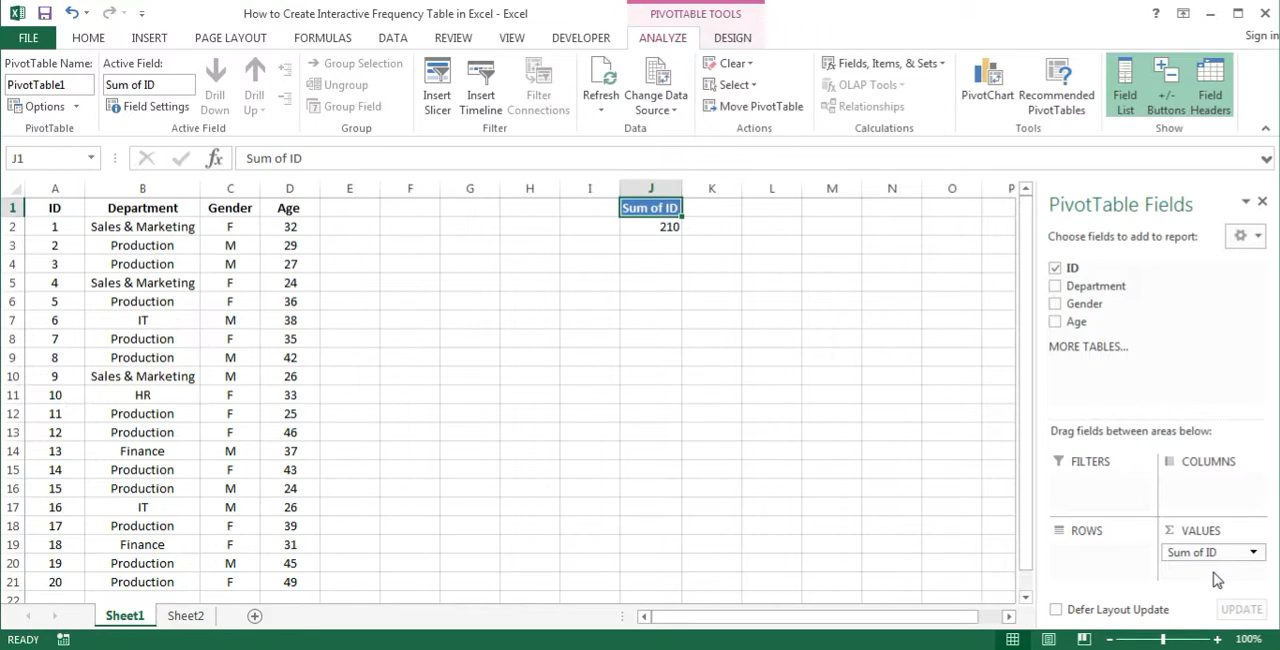 How to Create Interactive Frequency Table in Excel - Excel
PIVOTTABLE TOOLS
?
Sign in
FILE HOME INSERT PAGE LAYOUT FORMULAS DATA REVIEW VIEW DEVELOPER ANALYZE DESIGN
PivotTable Name:
PivotTable1
Options
PivotTable
Active Field:
Sum of ID
Field Settings
Drill Down
Drill Up
Active Field
Group Selection
Ungroup
Group Field
Group
Insert Slicer
Insert Timeline
Filter Connections
Filter
Refresh
Change Data Source
Data
Clear
Select
Move PivotTable
Actions
Fields, Items, & Sets
OLAP Tools
Relationships
Calculations
PivotChart
Recommended PivotTables
Tools
Field List
+/- Buttons
Field Headers
Show
J1
fx
Sum of ID
A B C D E F G H I J K L M N O P
1 ID Department Gender Age Sum of ID
2 1 Sales & Marketing F 32 210
3 2 Production M 29
4 3 Production M 27
5 4 Sales & Marketing F 24
6 5 Production F 36
7 6 IT M 38
8 7 Production F 35
9 8 Production M 42
10 9 Sales & Marketing M 26
11 10 HR F 33
12 11 Production F 25
13 12 Production F 46
14 13 Finance M 37
15 14 Production F 43
16 15 Production M 24
17 16 IT M 26
18 17 Production F 39
19 18 Finance F 31
20 19 Production M 45
21 20 Production F 49
22
PivotTable Fields
Choose fields to add to report:
ID
Department
Gender
Age
MORE TABLES...
Drag fields between areas below:
FILTERS
COLUMNS
ROWS
Σ VALUES
Sum of ID
Defer Layout Update
UPDATE
Sheet1 Sheet2
READY
100%